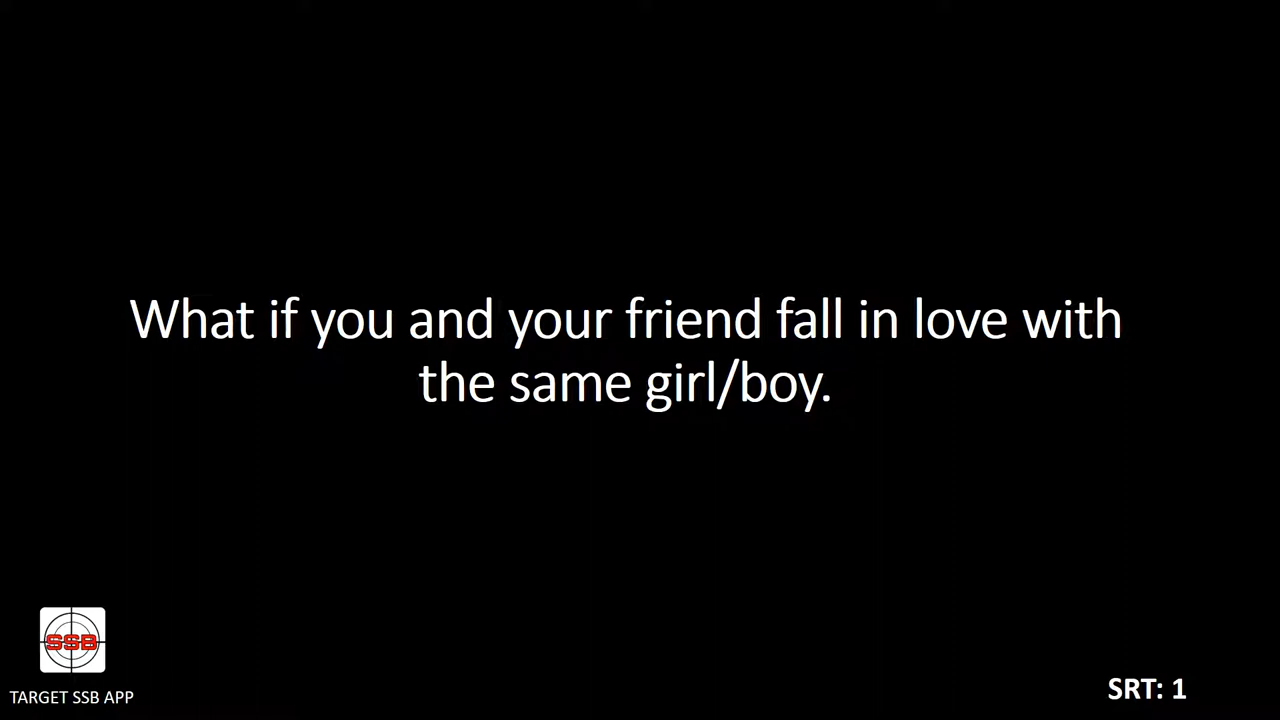 What if you and your friend fall in love with
the same girl/boy.
SSB
TARGET SSB APP
SRT: 1